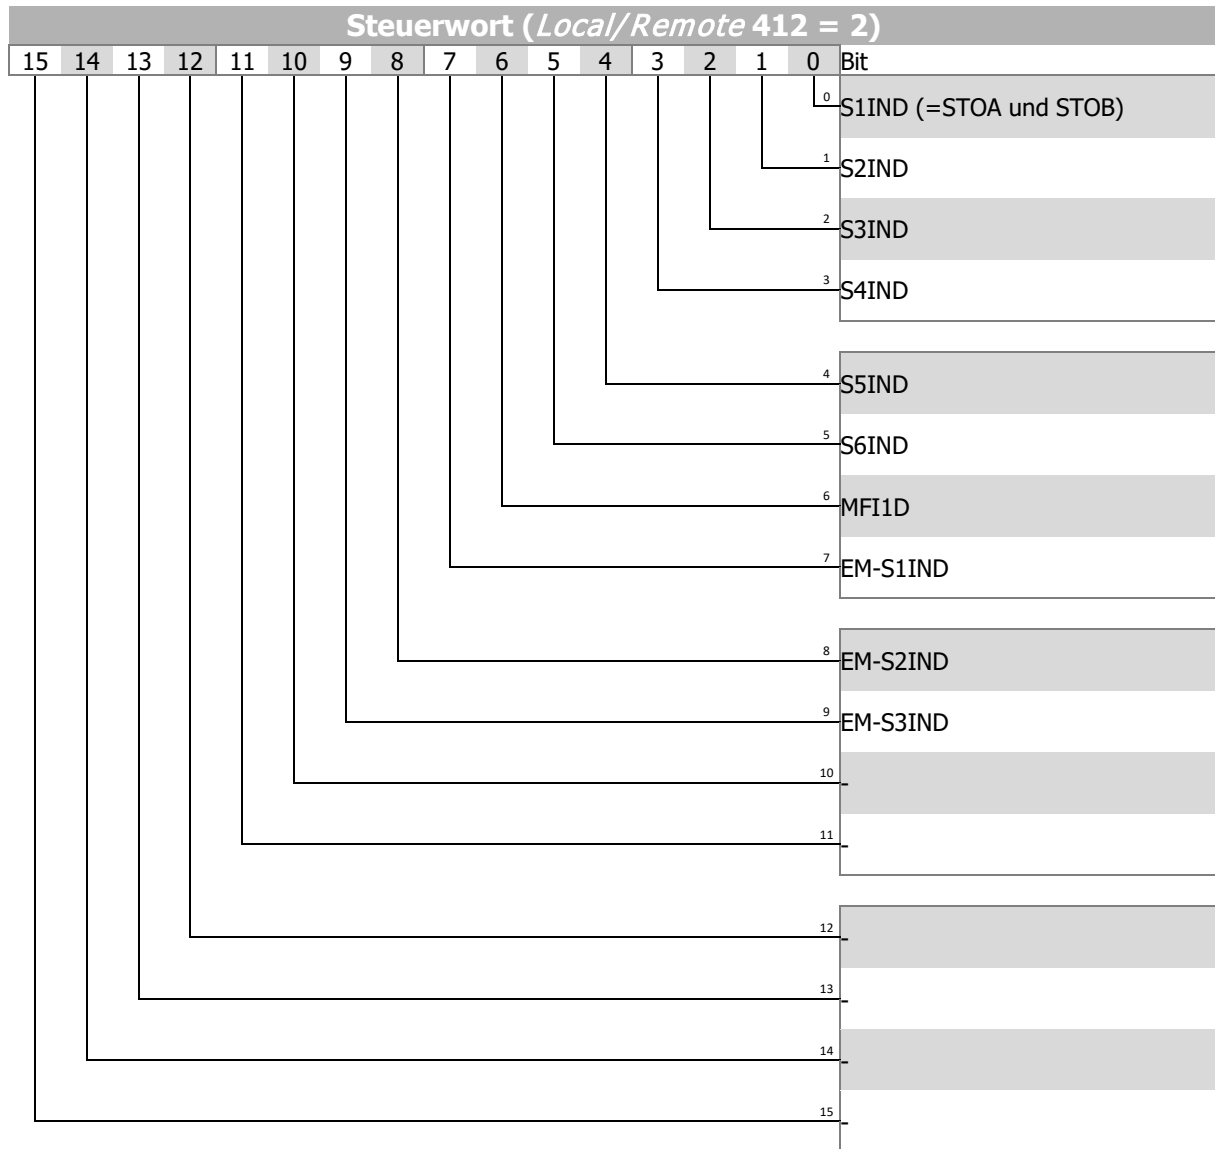 Steuerwort (Local/Remote 412 = 2)
15 14 13 12 11 10 9 8 7 6 5 4 3 2 1 0 Bit
0 S1IND (=STOA und STOB)
1 S2IND
2 S3IND
3 S4IND
4 S5IND
5 S6IND
6 MFI1D
7 EM-S1IND
8 EM-S2IND
9 EM-S3IND
10 -
11 -
12 -
13 -
14 -
15 -